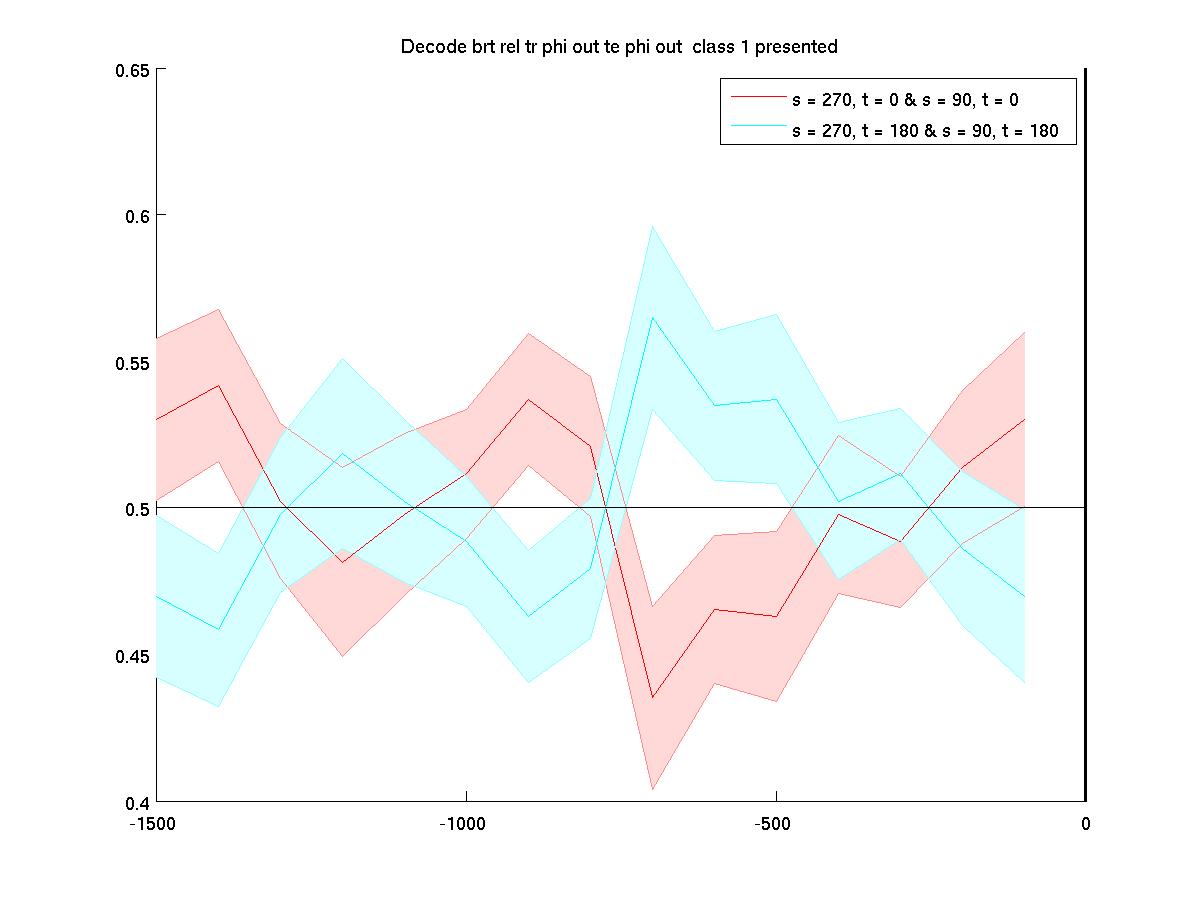 Decode brt rel tr phi out te phi out  class 1 presented
s = 270, t = 0 & s = 90, t = 0
s = 270, t = 180 & s = 90, t = 180
0.65
0.6
0.55
0.5
0.45
0.4
-1500 -1000 -500 0